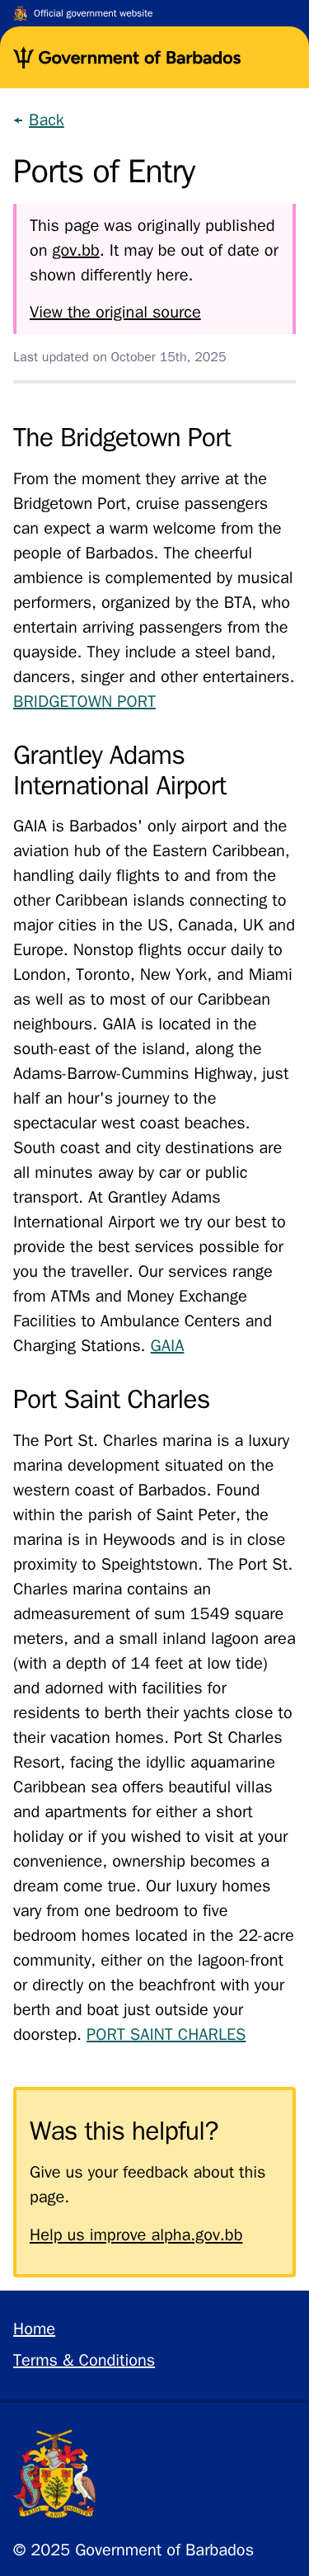 Official government website
Government of Barbados
← Back
Ports of Entry
This page was originally published
on gov.bb. It may be out of date or
shown differently here.
View the original source
Last updated on October 15th, 2025
The Bridgetown Port
From the moment they arrive at the
Bridgetown Port, cruise passengers
can expect a warm welcome from the
people of Barbados. The cheerful
ambience is complemented by musical
performers, organized by the BTA, who
entertain arriving passengers from the
quayside. They include a steel band,
dancers, singer and other entertainers.
BRIDGETOWN PORT
Grantley Adams
International Airport
GAIA is Barbados' only airport and the
aviation hub of the Eastern Caribbean,
handling daily flights to and from the
other Caribbean islands connecting to
major cities in the US, Canada, UK and
Europe. Nonstop flights occur daily to
London, Toronto, New York, and Miami
as well as to most of our Caribbean
neighbours. GAIA is located in the
south-east of the island, along the
Adams-Barrow-Cummins Highway, just
half an hour's journey to the
spectacular west coast beaches.
South coast and city destinations are
all minutes away by car or public
transport. At Grantley Adams
International Airport we try our best to
provide the best services possible for
you the traveller. Our services range
from ATMs and Money Exchange
Facilities to Ambulance Centers and
Charging Stations. GAIA
Port Saint Charles
The Port St. Charles marina is a luxury
marina development situated on the
western coast of Barbados. Found
within the parish of Saint Peter, the
marina is in Heywoods and is in close
proximity to Speightstown. The Port St.
Charles marina contains an
admeasurement of sum 1549 square
meters, and a small inland lagoon area
(with a depth of 14 feet at low tide)
and adorned with facilities for
residents to berth their yachts close to
their vacation homes. Port St Charles
Resort, facing the idyllic aquamarine
Caribbean sea offers beautiful villas
and apartments for either a short
holiday or if you wished to visit at your
convenience, ownership becomes a
dream come true. Our luxury homes
vary from one bedroom to five
bedroom homes located in the 22-acre
community, either on the lagoon-front
or directly on the beachfront with your
berth and boat just outside your
doorstep. PORT SAINT CHARLES
Was this helpful?
Give us your feedback about this
page.
Help us improve alpha.gov.bb
Home
Terms & Conditions
PRIDE AND INDUSTRY
© 2025 Government of Barbados